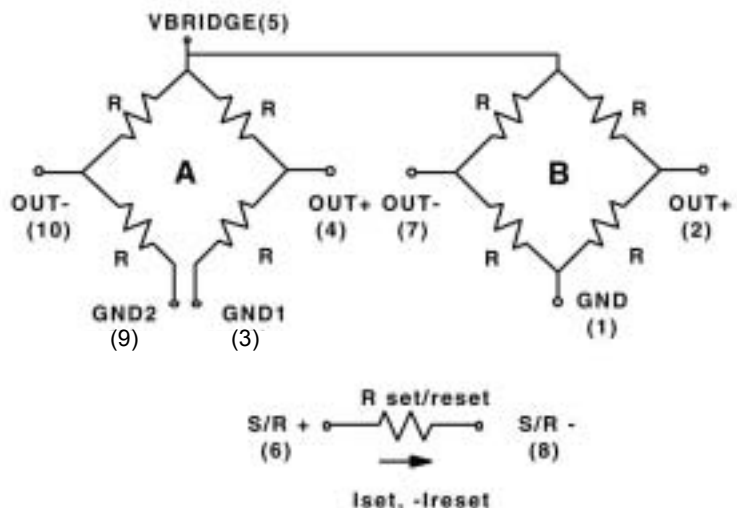 VBRIDGE(5)
R R R R
A B
OUT- OUT+ OUT- OUT+
(10) (4) (7) (2)
R R R R
GND2 GND1 GND
(9) (3) (1)
R set/reset
S/R + S/R -
(6) (8)
Iset, -Ireset